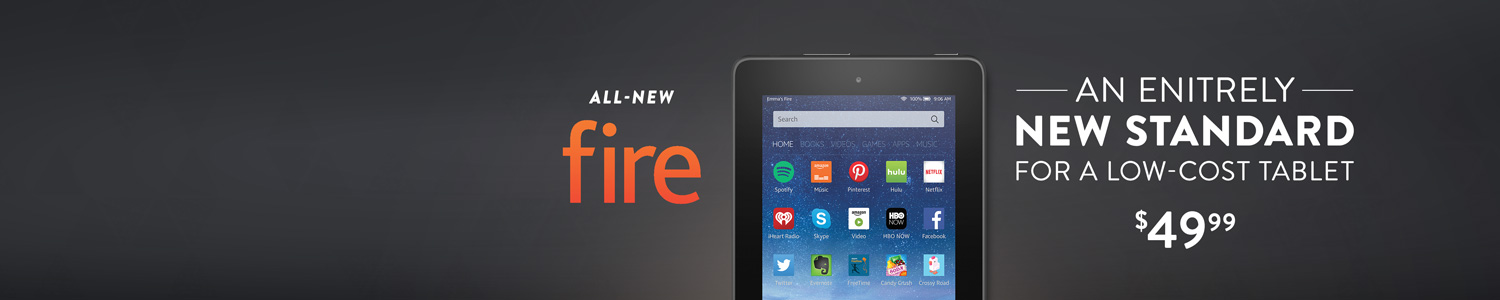 ALL-NEW
fire
Emma's Fire 100% 9:06 AM
Search
HOME BOOKS VIDEOS GAMES APPS MUSIC
amazon
hulu
NETFLIX
Spotify Music Pinterest Hulu Netflix
amazon
HBO
NOW
iHeart Radio Skype Video HBO NOW Facebook
Twitter Evernote FreeTime Candy Crush Crossy Road
AN ENITRELY
NEW STANDARD
FOR A LOW-COST TABLET
$49.99